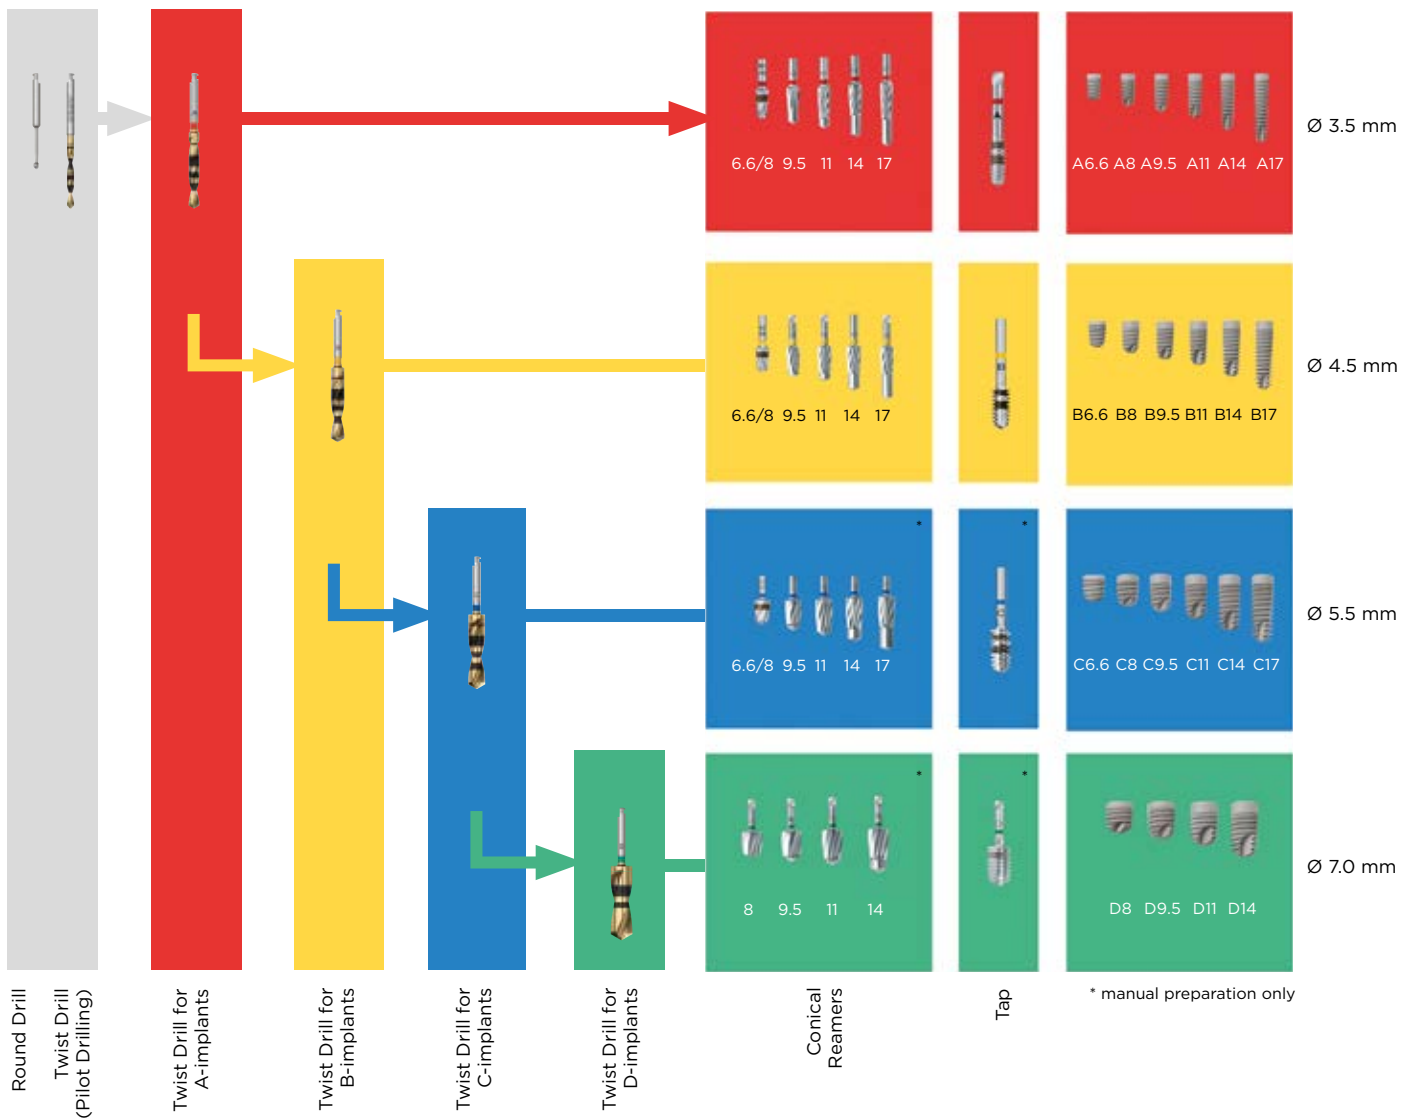 6.6/8 9.5 11 14 17
A6.6 A8 A9.5 A11 A14 A17
Ø 3.5 mm
6.6/8 9.5 11 14 17
B6.6 B8 B9.5 B11 B14 B17
Ø 4.5 mm
*
*
6.6/8 9.5 11 14 17
C6.6 C8 C9.5 C11 C14 C17
Ø 5.5 mm
*
*
8 9.5 11 14
D8 D9.5 D11 D14
Ø 7.0 mm
Round Drill
Twist Drill
(Pilot Drilling)
Twist Drill for
A-implants
Twist Drill for
B-implants
Twist Drill for
C-implants
Twist Drill for
D-implants
Conical
Reamers
Tap
* manual preparation only